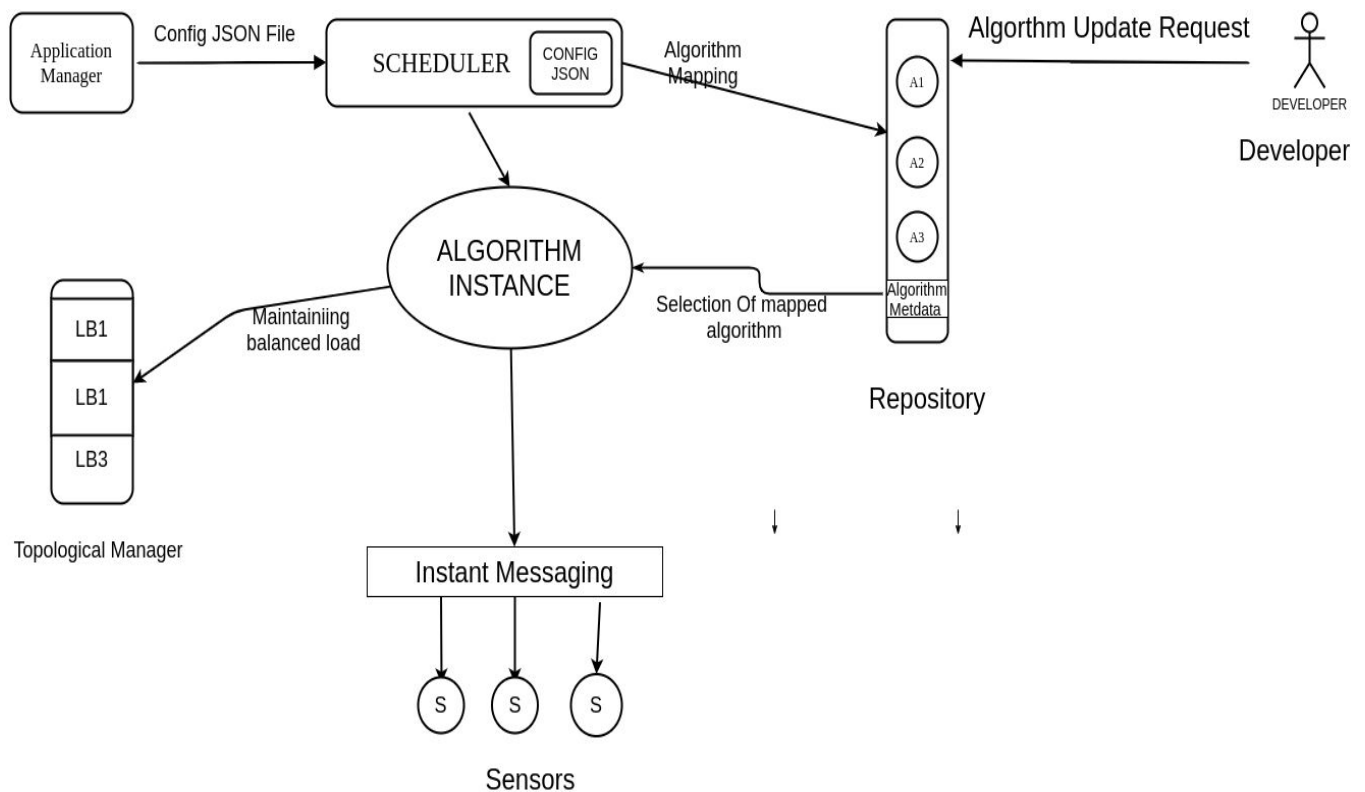 Application
Manager
Config JSON File
SCHEDULER
CONFIG
JSON
Algorithm
Mapping
Algorthm Update Request
A1
A2
A3
Algorithm
Metdata
DEVELOPER
Developer
ALGORITHM
INSTANCE
Selection Of mapped
algorithm
Maintainiing
balanced load
LB1
LB1
LB3
Repository
Topological Manager
Instant Messaging
S
S
S
Sensors